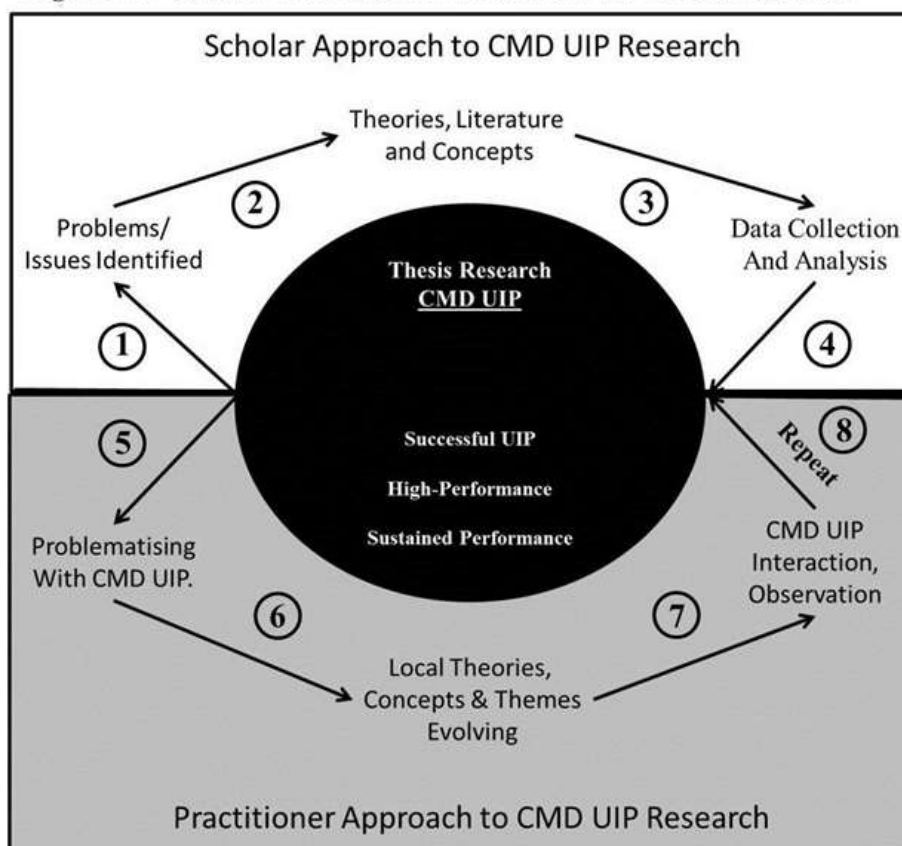 Scholar Approach to CMD UIP Research
Theories, Literature
and Concepts
2
3
Problems/
Issues Identified
Data Collection
And Analysis
Thesis Research
CMD UIP
1
4
5
8
Repeat
Successful UIP
High-Performance
Sustained Performance
Problematising
With CMD UIP.
CMD UIP
Interaction,
Observation
6
7
Local Theories,
Concepts & Themes
Evolving
Practitioner Approach to CMD UIP Research